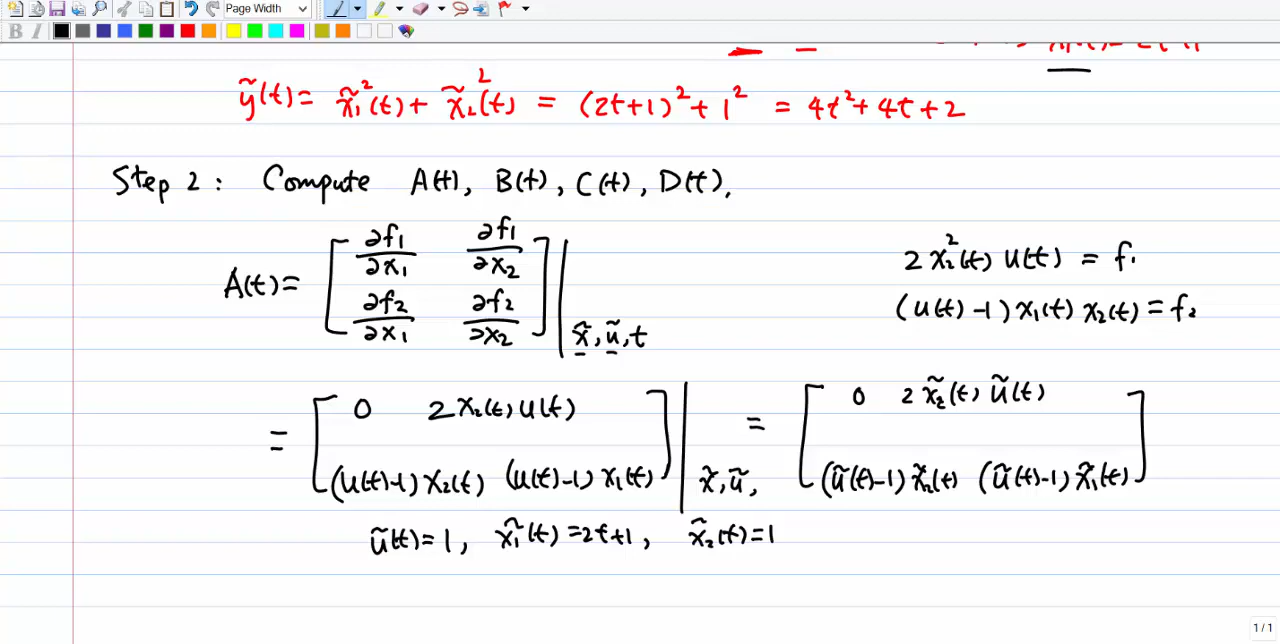 Page Width
B I
ỹ(t) = x̃₁²(t) + x̃₂²(t) = (2t+1)² + 1² = 4t² + 4t + 2
Step 2 : Compute A(t), B(t), C(t), D(t),
A(t) = [ ∂f₁/∂x₁ ∂f₁/∂x₂ ; ∂f₂/∂x₁ ∂f₂/∂x₂ ] | x̃, ũ, t
2 x₂²(t) u(t) = f₁
(u(t) -1) x₁(t) x₂(t) = f₂
= [ 0 2 x₂(t) u(t) ; (u(t)-1) x₂(t) (u(t)-1) x₁(t) ] | x̃, ũ, = [ 0 2 x̃₂(t) ũ(t) ; (ũ(t)-1) x̃₂(t) (ũ(t)-1) x̃₁(t) ]
ũ(t) = 1, x̃₁(t) = 2t+1, x̃₂(t) = 1
1 / 1